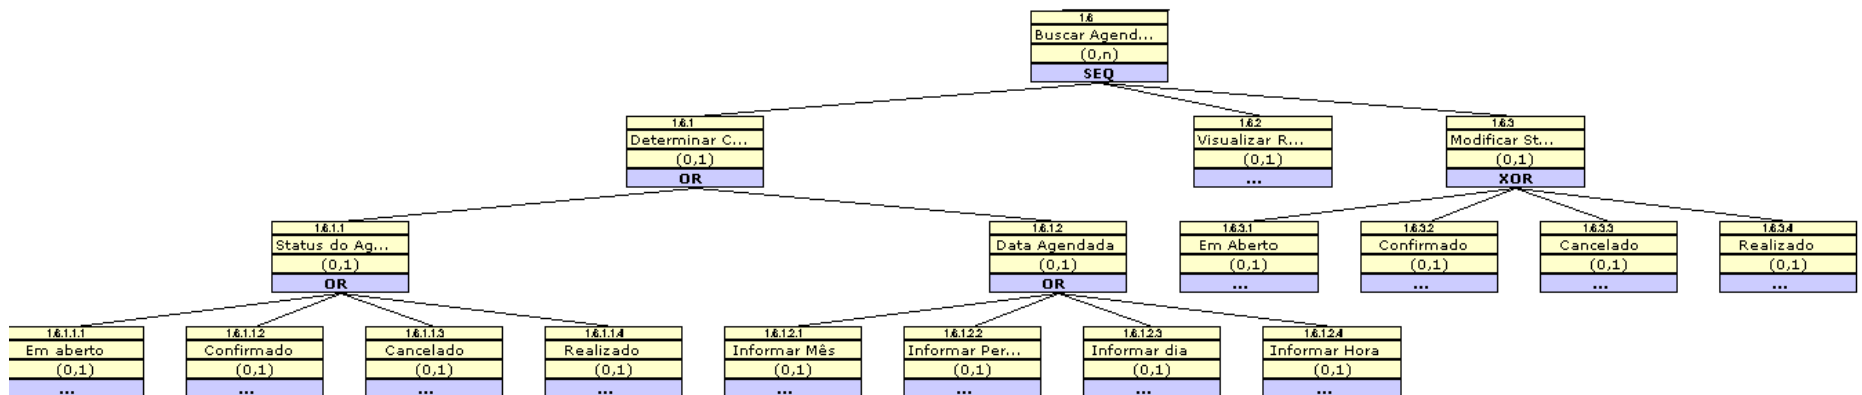 1.6
Buscar Agend...
(0,n)
SEQ
1.6.1
Determinar C...
(0,1)
OR
1.6.2
Visualizar R...
(0,1)
...
1.6.3
Modificar St...
(0,1)
XOR
1.6.1.1
Status do Ag...
(0,1)
OR
1.6.1.2
Data Agendada
(0,1)
OR
1.6.3.1
Em Aberto
(0,1)
...
1.6.3.2
Confirmado
(0,1)
...
1.6.3.3
Cancelado
(0,1)
...
1.6.3.4
Realizado
(0,1)
...
1.6.1.1.1
Em aberto
(0,1)
...
1.6.1.1.2
Confirmado
(0,1)
...
1.6.1.1.3
Cancelado
(0,1)
...
1.6.1.1.4
Realizado
(0,1)
...
1.6.1.2.1
Informar Mês
(0,1)
...
1.6.1.2.2
Informar Per...
(0,1)
...
1.6.1.2.3
Informar dia
(0,1)
...
1.6.1.2.4
Informar Hora
(0,1)
...